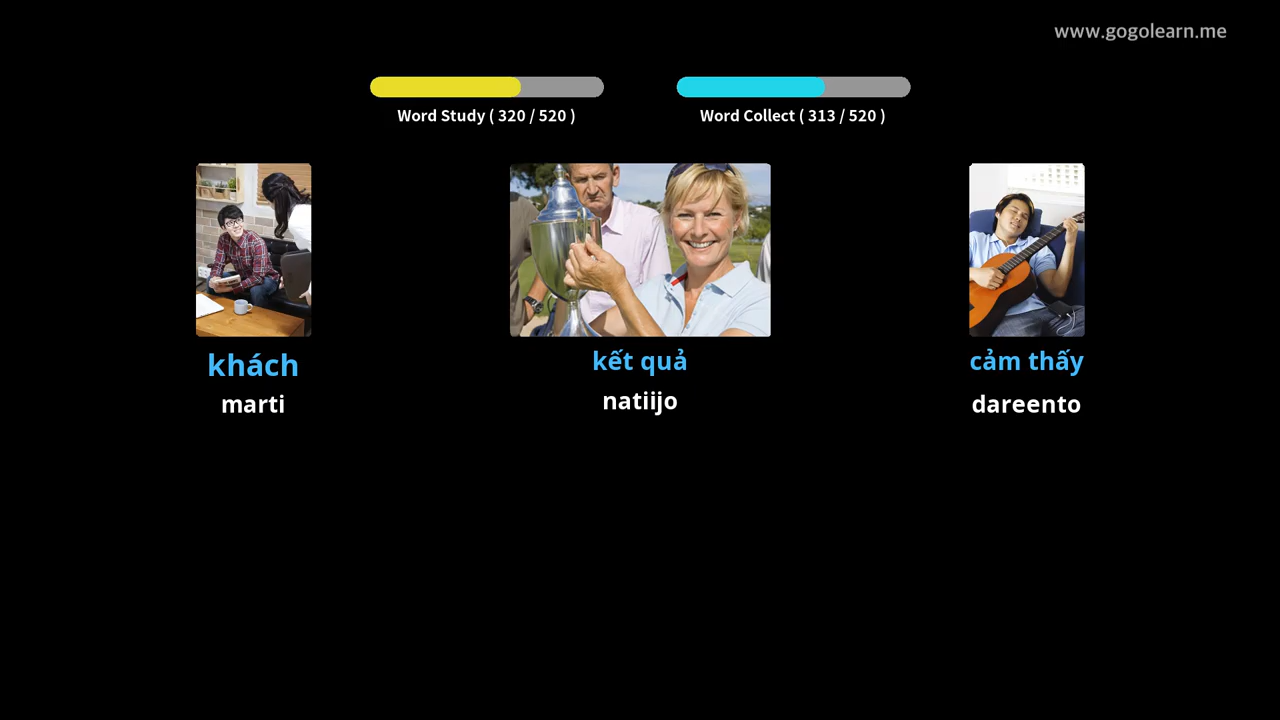 www.gogolearn.me
Word Study ( 320 / 520 )
Word Collect ( 313 / 520 )
khách
kết quả
cảm thấy
marti
natiijo
dareento